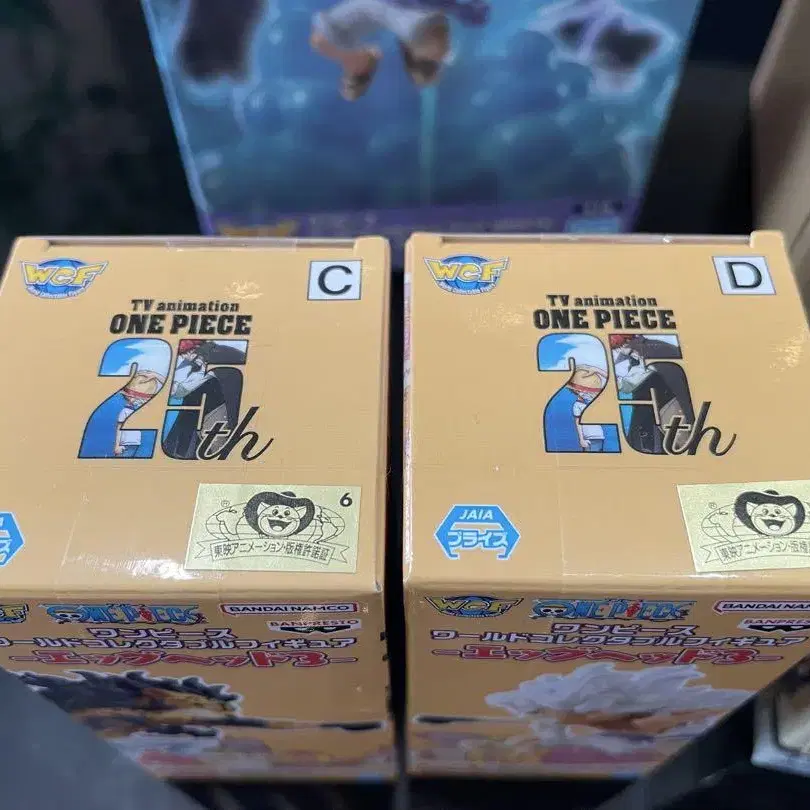 WCF
C
TV animation
ONE PIECE
25th
6
東映アニメーション・版権許諾証
WCF
ONE PIECE
BANDAI NAMCO
BANPRESTO
ワンピース
ワールドコレクタブルフィギュア
-エッグヘッド3-
WCF
D
TV animation
ONE PIECE
25th
JAIA
プライズ
東映アニメーション・版権
WCF
ONE PIECE
BANDAI NAMCO
BANPRESTO
ワンピース
ワールドコレクタブルフィギュア
-エッグヘッド3-